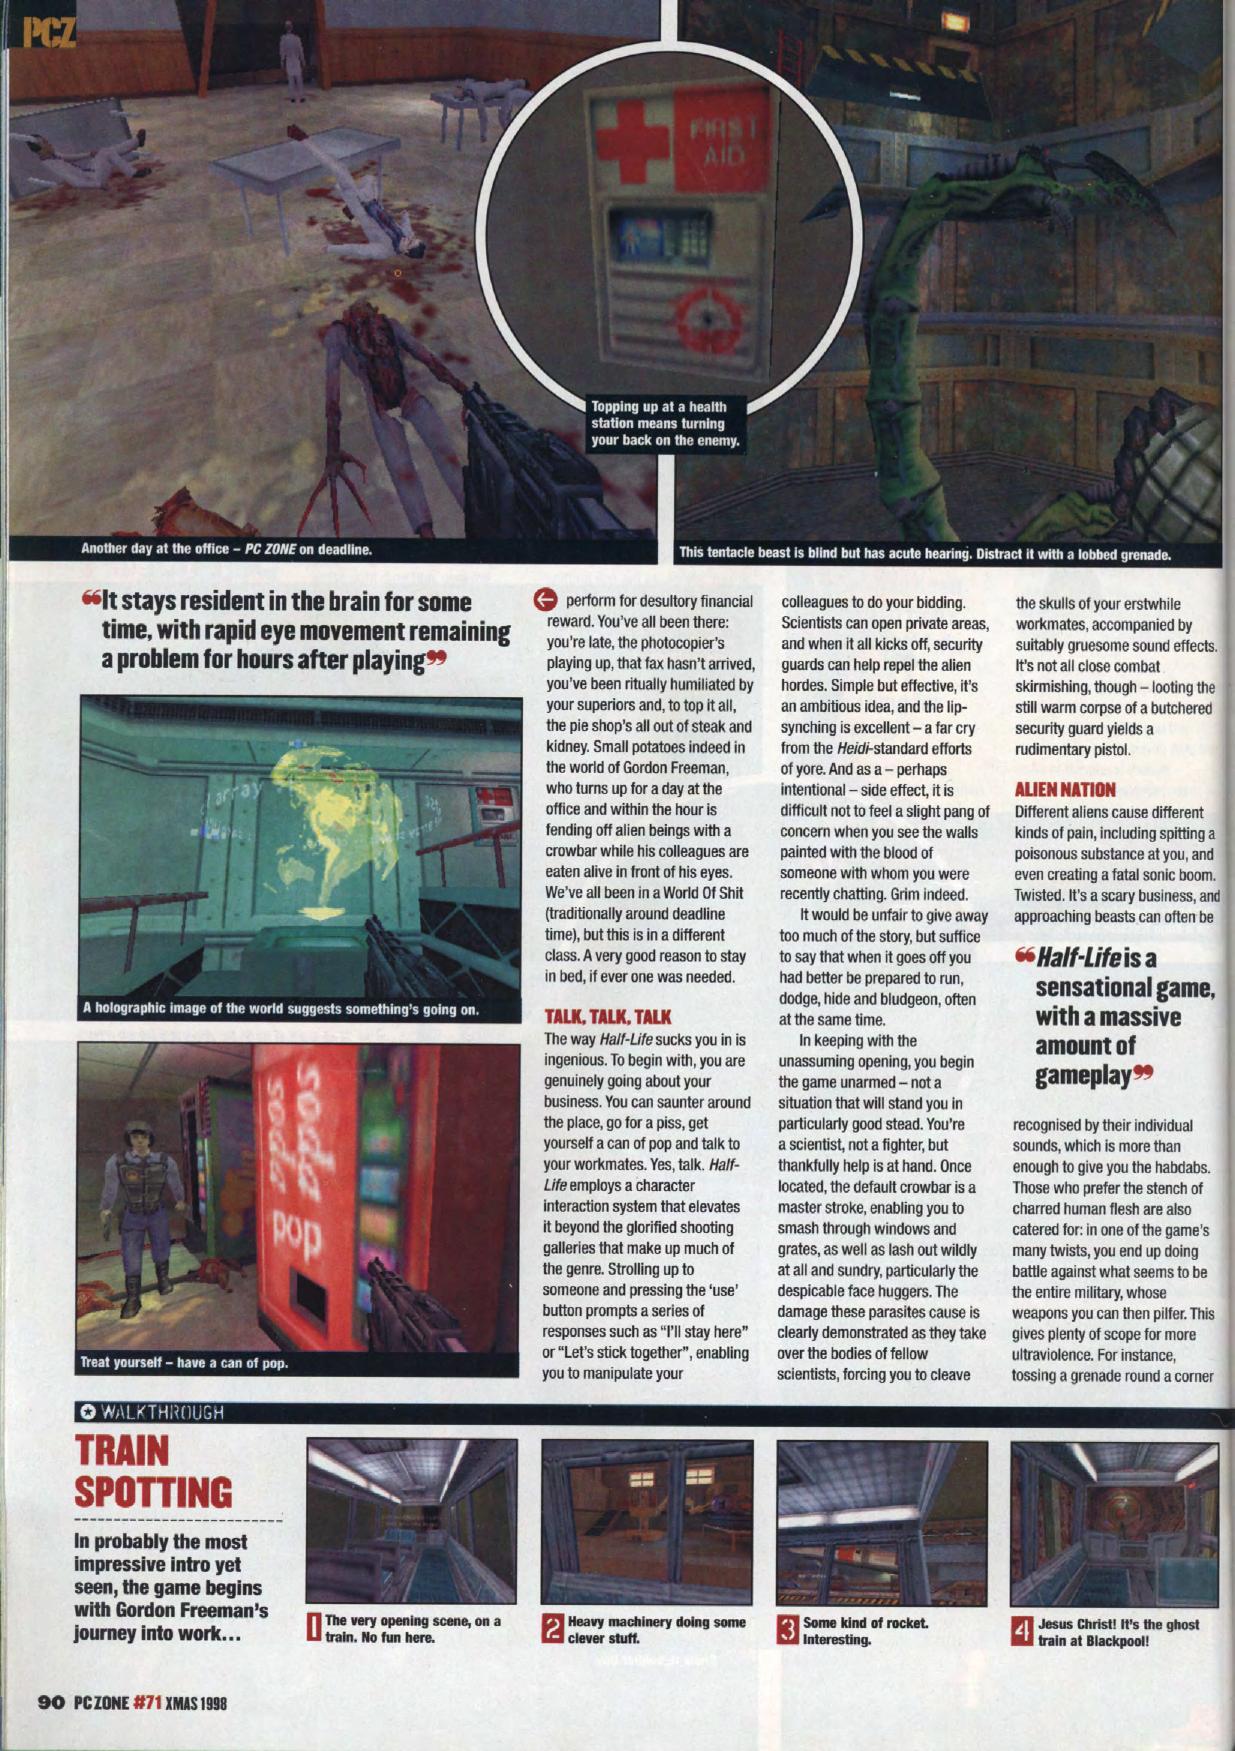 PCZ
FIRST
AID
Topping up at a health
station means turning
your back on the enemy.
Another day at the office – PC ZONE on deadline.
This tentacle beast is blind but has acute hearing. Distract it with a lobbed grenade.
“It stays resident in the brain for some
time, with rapid eye movement remaining
a problem for hours after playing”
array
A holographic image of the world suggests something's going on.
pop
Treat yourself – have a can of pop.
perform for desultory financial
reward. You've all been there:
you're late, the photocopier's
playing up, that fax hasn't arrived,
you've been ritually humiliated by
your superiors and, to top it all,
the pie shop's all out of steak and
kidney. Small potatoes indeed in
the world of Gordon Freeman,
who turns up for a day at the
office and within the hour is
fending off alien beings with a
crowbar while his colleagues are
eaten alive in front of his eyes.
We've all been in a World Of Shit
(traditionally around deadline
time), but this is in a different
class. A very good reason to stay
in bed, if ever one was needed.
TALK, TALK, TALK
The way Half-Life sucks you in is
ingenious. To begin with, you are
genuinely going about your
business. You can saunter around
the place, go for a piss, get
yourself a can of pop and talk to
your workmates. Yes, talk. Half-
Life employs a character
interaction system that elevates
it beyond the glorified shooting
galleries that make up much of
the genre. Strolling up to
someone and pressing the ‘use’
button prompts a series of
responses such as “I'll stay here”
or “Let's stick together”, enabling
you to manipulate your
colleagues to do your bidding.
Scientists can open private areas,
and when it all kicks off, security
guards can help repel the alien
hordes. Simple but effective, it's
an ambitious idea, and the lip-
synching is excellent – a far cry
from the Heidi-standard efforts
of yore. And as a – perhaps
intentional – side effect, it is
difficult not to feel a slight pang of
concern when you see the walls
painted with the blood of
someone with whom you were
recently chatting. Grim indeed.
It would be unfair to give away
too much of the story, but suffice
to say that when it goes off you
had better be prepared to run,
dodge, hide and bludgeon, often
at the same time.
In keeping with the
unassuming opening, you begin
the game unarmed – not a
situation that will stand you in
particularly good stead. You're
a scientist, not a fighter, but
thankfully help is at hand. Once
located, the default crowbar is a
master stroke, enabling you to
smash through windows and
grates, as well as lash out wildly
at all and sundry, particularly the
despicable face huggers. The
damage these parasites cause is
clearly demonstrated as they take
over the bodies of fellow
scientists, forcing you to cleave
the skulls of your erstwhile
workmates, accompanied by
suitably gruesome sound effects.
It's not all close combat
skirmishing, though – looting the
still warm corpse of a butchered
security guard yields a
rudimentary pistol.
ALIEN NATION
Different aliens cause different
kinds of pain, including spitting a
poisonous substance at you, and
even creating a fatal sonic boom.
Twisted. It's a scary business, and
approaching beasts can often be
“Half-Life is a
sensational game,
with a massive
amount of
gameplay”
recognised by their individual
sounds, which is more than
enough to give you the habdabs.
Those who prefer the stench of
charred human flesh are also
catered for: in one of the game's
many twists, you end up doing
battle against what seems to be
the entire military, whose
weapons you can then pilfer. This
gives plenty of scope for more
ultraviolence. For instance,
tossing a grenade round a corner
WALKTHROUGH
TRAIN
SPOTTING
In probably the most
impressive intro yet
seen, the game begins
with Gordon Freeman's
journey into work...
1 The very opening scene, on a
train. No fun here.
2 Heavy machinery doing some
clever stuff.
3 Some kind of rocket.
Interesting.
4 Jesus Christ! It's the ghost
train at Blackpool!
90 PC ZONE #71 XMAS 1998